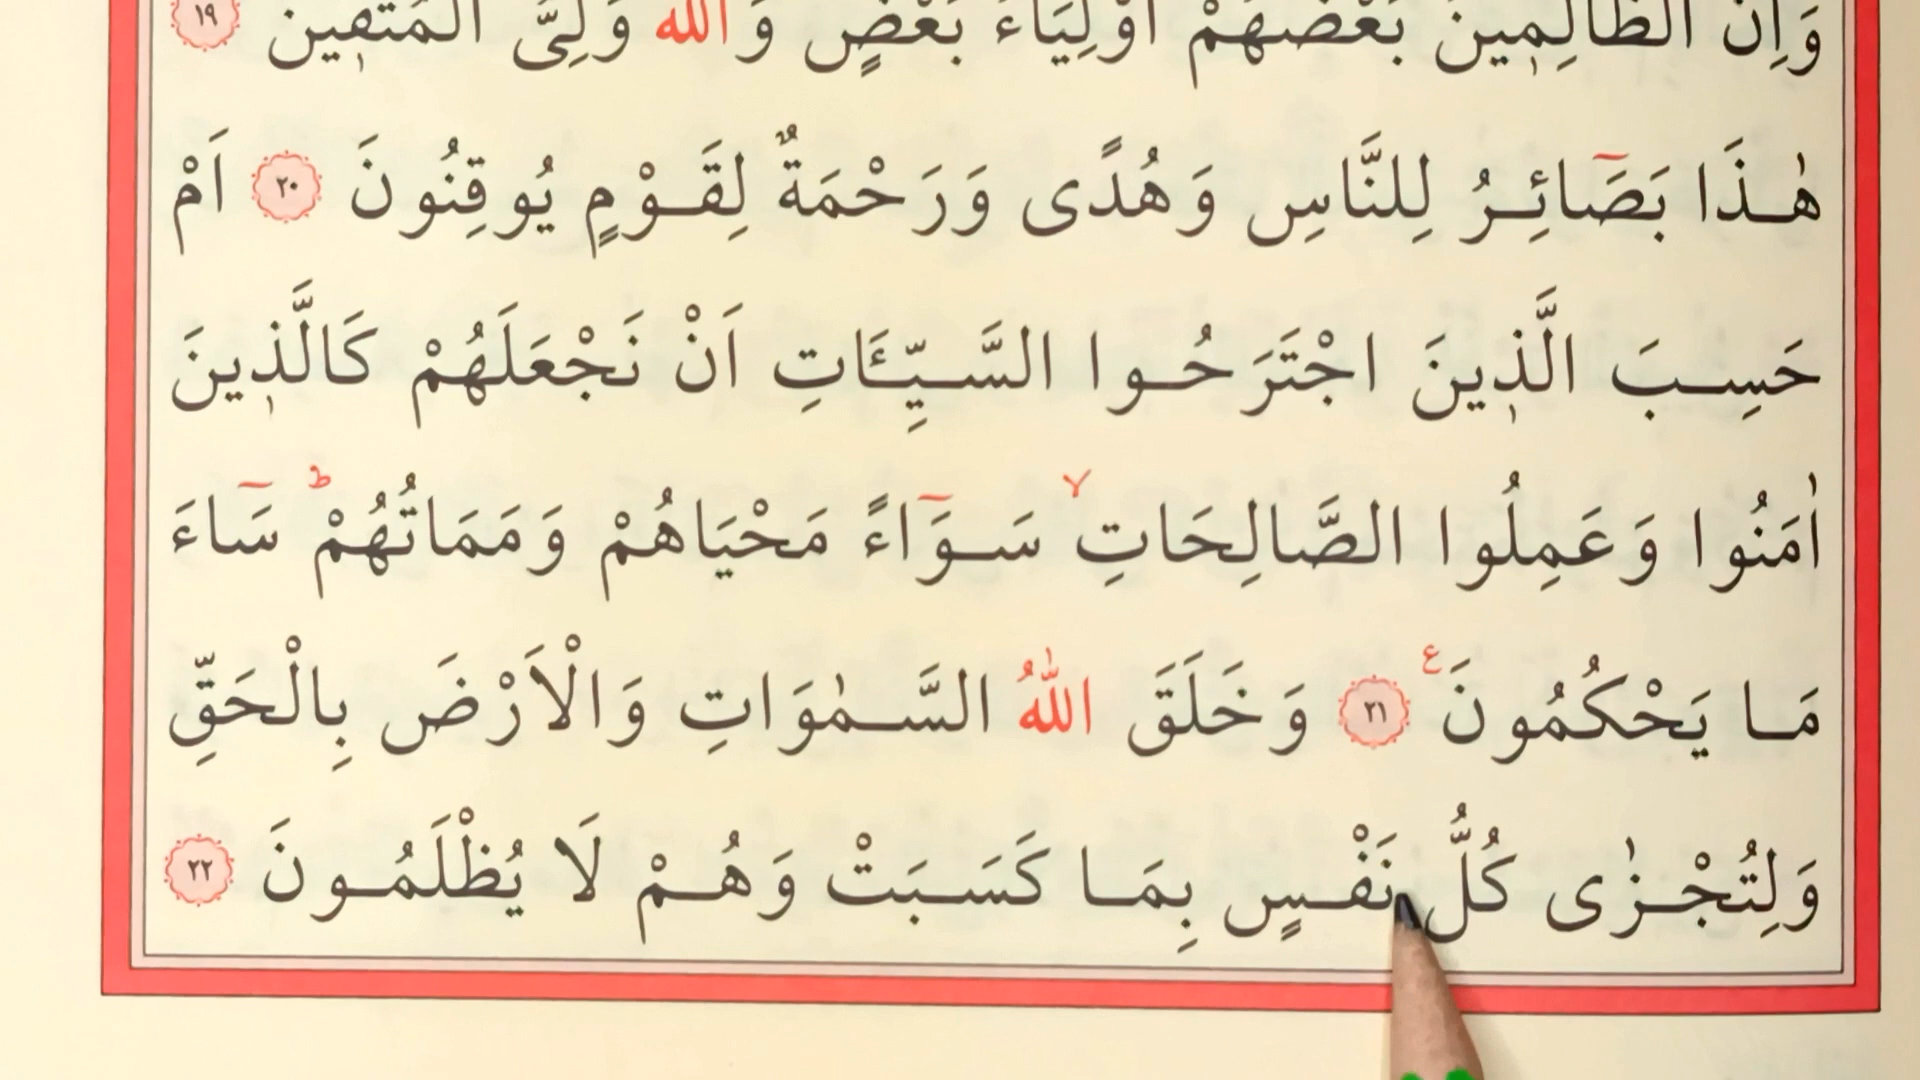 وَاِنَّ الظَّالِمٖينَ بَعْضُهُمْ اَوْلِيَاءُ بَعْضٍ وَاللّٰهُ وَلِىُّ الْمُتَّقٖينَ ١٩
هٰذَا بَصَٓائِرُ لِلنَّاسِ وَهُدًى وَرَحْمَةٌ لِقَوْمٍ يُوقِنُونَ ٢٠ اَمْ
حَسِبَ الَّذٖينَ اجْتَرَحُوا السَّيِّـَٔاتِ اَنْ نَجْعَلَهُمْ كَالَّذٖينَ
اٰمَنُوا وَعَمِلُوا الصَّالِحَاتِۙ سَوَٓاءً مَحْيَاهُمْ وَمَمَاتُهُمْؕ سَٓاءَ
مَا يَحْكُمُونَ ع ٢١ وَخَلَقَ اللّٰهُ السَّمٰوَاتِ وَالْاَرْضَ بِالْحَقِّ
وَلِتُجْزٰى كُلُّ نَفْسٍ بِمَا كَسَبَتْ وَهُمْ لَا يُظْلَمُونَ ٢٢